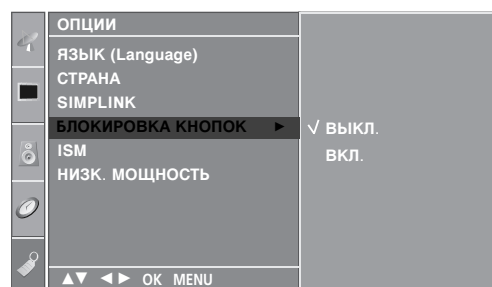 ОПЦИИ
ЯЗЫК (Language)
СТРАНА
SIMPLINK
БЛОКИРОВКА КНОПОК ►
√ ВЫКЛ.
ВКЛ.
ISM
НИЗК. МОЩНОСТЬ
▲▼ ◄► OK MENU